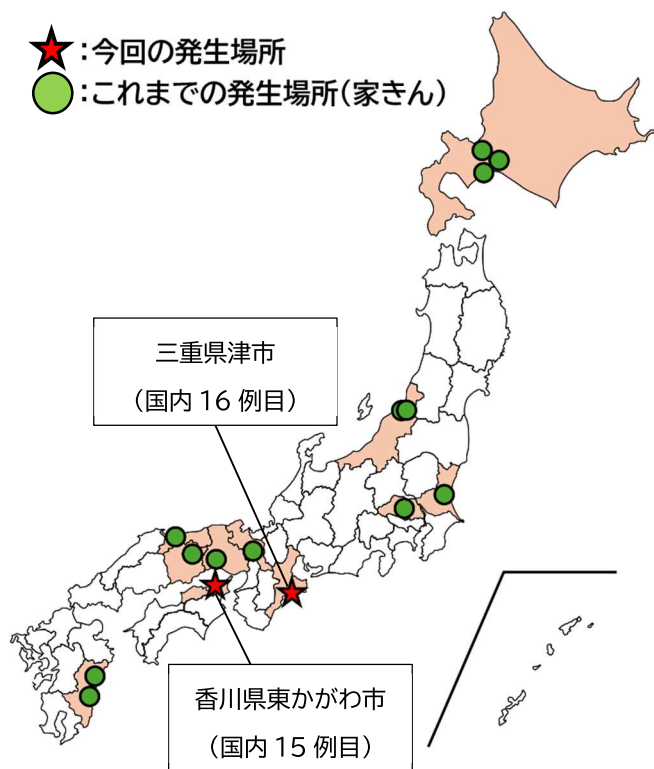 :今回の発生場所
:これまでの発生場所(家きん)
三重県津市
(国内 16 例目)
香川県東かがわ市
(国内 15 例目)